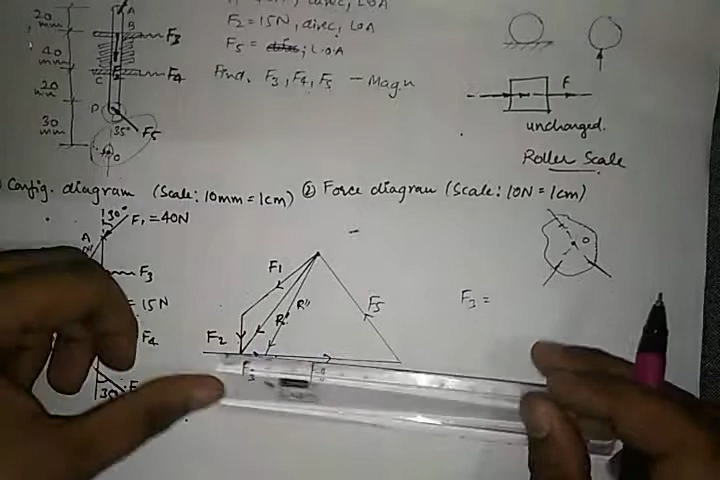 F₂ = 15N, direc, LOA
F₅ = ; LOA
Find, F₃, F₄, F₅ – Magn
20 mm
40 mm
20 mm
30 mm
A
B
C
D
O
F₃
F₄
F₅
35°
F
uncharged.
Roller Scale
Config. diagram (Scale: 10mm = 1cm)
② Force diagram (Scale: 10N = 1cm)
30°
F₁ = 40N
A
F₃
= 15N
F₄
F₁
F₂
R'
R"
F₅
F₃
F₃ =
O